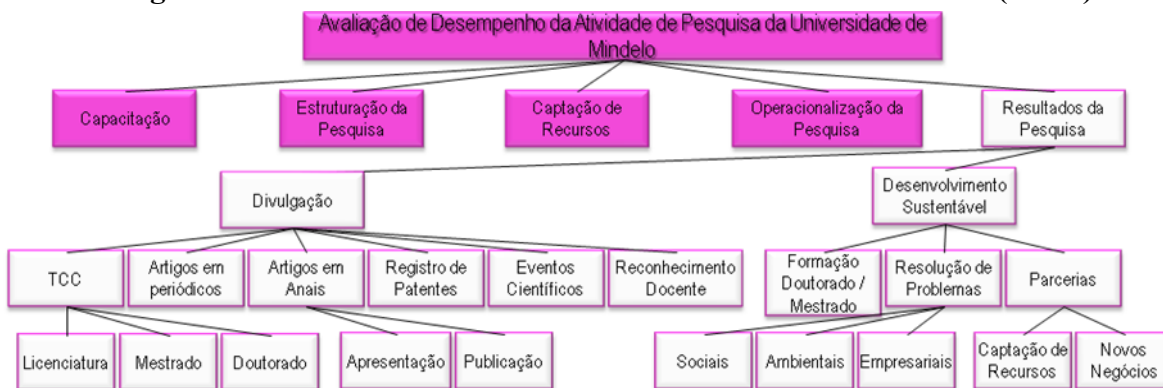 Avaliação de Desempenho da Atividade de Pesquisa da Universidade de
Mindelo
Capacitação
Estruturação da
Pesquisa
Captação de
Recursos
Operacionalização da
Pesquisa
Resultados da
Pesquisa
Divulgação
Desenvolvimento
Sustentável
TCC
Artigos em
periódicos
Artigos em
Anais
Registro de
Patentes
Eventos
Científicos
Reconhecimento
Docente
Formação
Doutorado /
Mestrado
Resolução de
Problemas
Parcerias
Licenciatura
Mestrado
Doutorado
Apresentação
Publicação
Sociais
Ambientais
Empresariais
Captação de
Recursos
Novos
Negócios